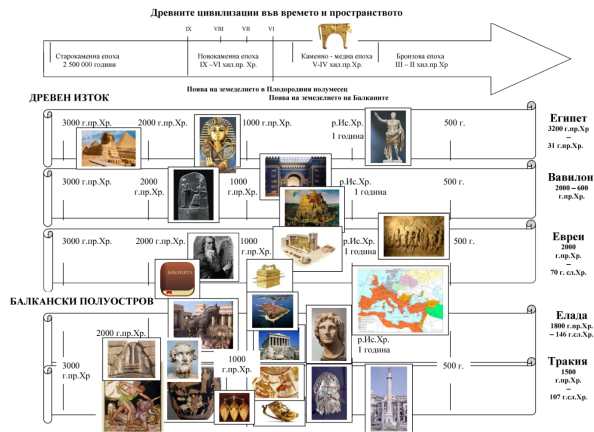 Древните цивилизации във времето и пространството
IX VIII VII VI
Старокаменна епоха
2 500 000 години
Новокаменна епоха
IX –VI хил.пр. Хр.
Каменно - медна епоха
V-IV хил.пр.Хр.
Бронзова епоха
III – II хил.пр.Хр
Поява на земеделието в Плодородния полумесец
Поява на земеделието на Балканите
ДРЕВЕН ИЗТОК
3000 г.пр.Хр. 2000 г.пр.Хр. 1000 г.пр.Хр. р.Ис.Хр. 500 г.
1 година
Египет
3200 г.пр.Хр
–
31 г.пр.Хр.
3000 г.пр.Хр. 2000 г.пр.Хр. 1000 г.пр.Хр. р.Ис.Хр. 500 г.
1 година
Вавилон
2000 – 600
г.пр.Хр.
3000 г.пр.Хр. 2000 г.пр.Хр. 1000 г.пр.Хр. р.Ис.Хр. 500 г.
1 година
Евреи
2000
г.пр.Хр.
–
70 г.сл.Хр.
БИБЛИЯТА
БАЛКАНСКИ ПОЛУОСТРОВ
2000 г.пр.Хр. р.Ис.Хр.
1 година
Елада
1800 г.пр.Хр.
– 146 г.сл.Хр.
3000
г.пр.Хр
1000
г.пр.Хр.
500 г.
Тракия
1500
г.пр.Хр.
–
107 г.сл.Хр.